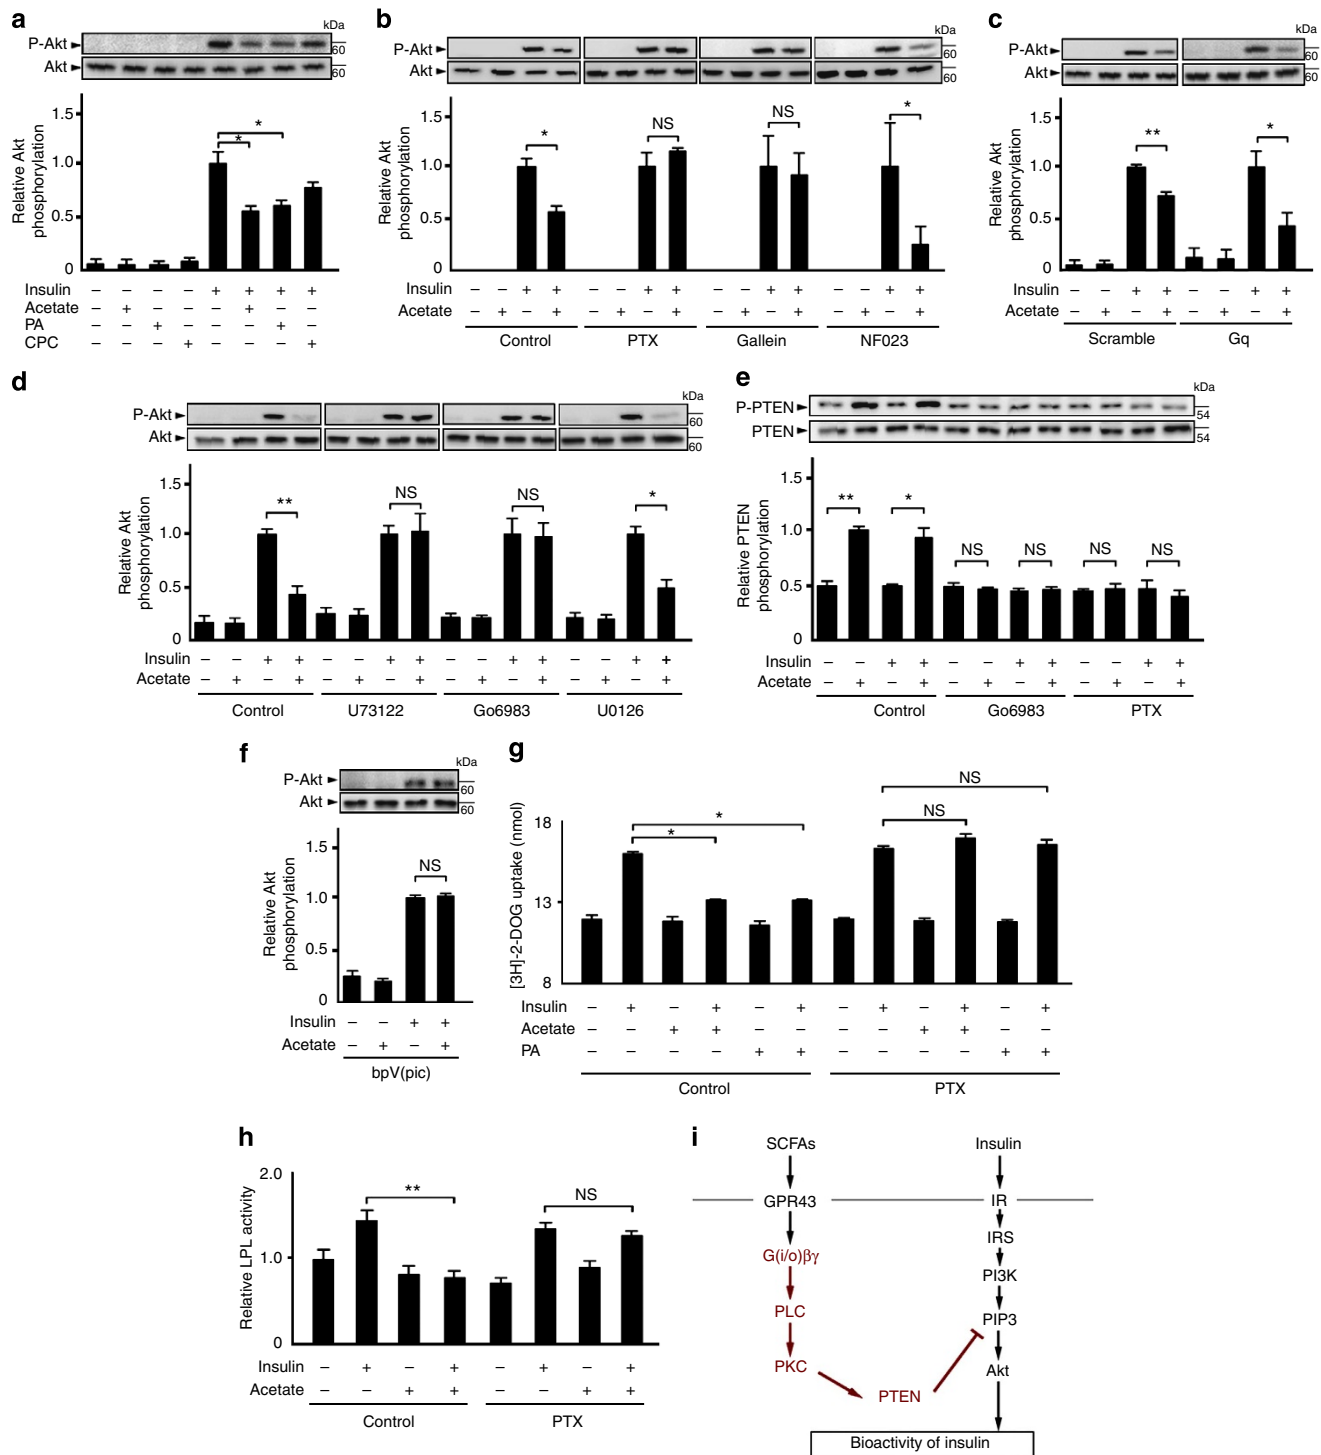 a
kDa
P-Akt
60
Akt
60
Relative Akt
phosphorylation
1.5
1.0
0.5
0
* *
Insulin – – – – + + + +
Acetate – + – – – + – –
PA – – + – – – + –
CPC – – – + – – – +
b
kDa
P-Akt
60
Akt
60
Relative Akt
phosphorylation
1.5
1.0
0.5
0
* NS NS *
Insulin – – + + – – + + – – + + – – + +
Acetate – + – + – + – + – + – + – + – +
Control PTX Gallein NF023
c
kDa
P-Akt
60
Akt
60
Relative Akt
phosphorylation
1.5
1.0
0.5
0
** *
Insulin – – + + – – + +
Acetate – + – + – + – +
Scramble Gq
d
kDa
P-Akt
60
Akt
60
Relative Akt
phosphorylation
1.5
1.0
0.5
0
** NS NS *
Insulin – – + + – – + + – – + + – – + +
Acetate – + – + – + – + – + – + – + – +
Control U73122 Go6983 U0126
e
kDa
P-PTEN
54
PTEN
54
Relative PTEN
phosphorylation
1.5
1.0
0.5
0
** * NS NS NS NS
Insulin – – + + – – + + – – + +
Acetate – + – + – + – + – + – +
Control Go6983 PTX
f
kDa
P-Akt
60
Akt
60
Relative Akt
phosphorylation
1.5
1.0
0.5
0
NS
Insulin – – + +
Acetate – + – +
bpV(pic)
g
[3H]-2-DOG uptake (nmol)
18
13
8
* * NS NS
Insulin – + – + – + – + – + – +
Acetate – – + + – – – – + + – –
PA – – – – + + – – – – + +
Control PTX
h
Relative LPL activity
2.0
1.0
0
** NS
Insulin – + – + – + – +
Acetate – – + + – – + +
Control PTX
i
SCFAs Insulin
GPR43 IR
IRS
G(i/o)βγ
PI3K
PLC PIP3
PKC Akt
PTEN
Bioactivity of insulin